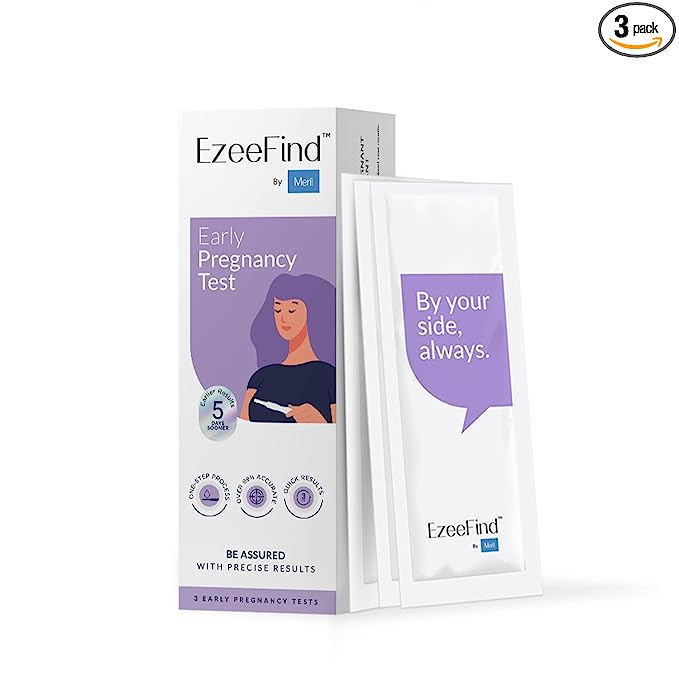 3 pack
EzeeFind™
By Meril
Early
Pregnancy
Test
Earlier Results
5
DAYS
SOONER
ONE-STEP PROCESS
OVER 99% ACCURATE
QUICK RESULTS
3
BE ASSURED
WITH PRECISE RESULTS
3 EARLY PREGNANCY TESTS
By your
side,
always.
EzeeFind™
By Meril